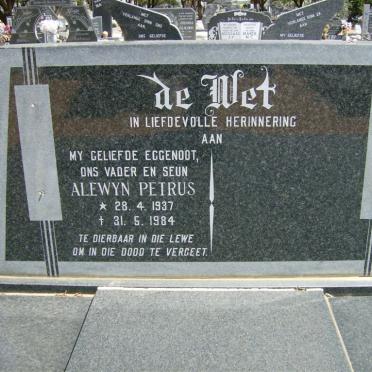 de Wet
IN LIEFDEVOLLE HERINNERING
AAN
MY GELIEFDE EGGENOOT,
ONS VADER EN SEUN
ALEWYN PETRUS
★ 28. 4. 1937
† 31. 5. 1984
TE DIERBAAR IN DIE LEWE
OM IN DIE DOOD TE VERGEET.